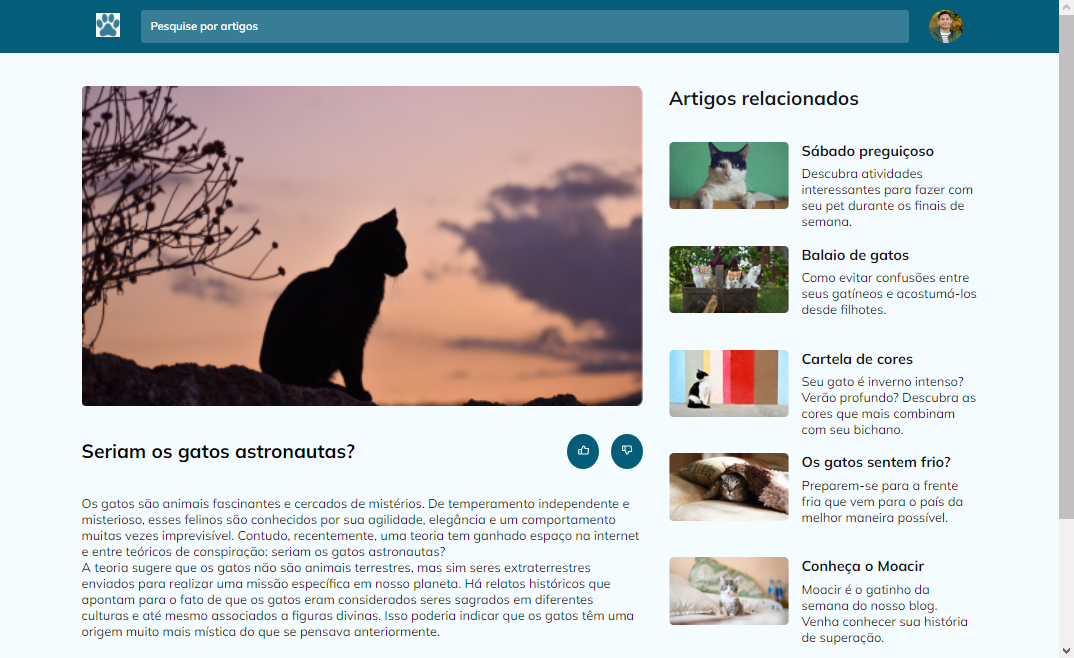 Pesquise por artigos
Seriam os gatos astronautas?
Os gatos são animais fascinantes e cercados de mistérios. De temperamento independente e
misterioso, esses felinos são conhecidos por sua agilidade, elegância e um comportamento
muitas vezes imprevisível. Contudo, recentemente, uma teoria tem ganhado espaço na internet
e entre teóricos de conspiração: seriam os gatos astronautas?
A teoria sugere que os gatos não são animais terrestres, mas sim seres extraterrestres
enviados para realizar uma missão específica em nosso planeta. Há relatos históricos que
apontam para o fato de que os gatos eram considerados seres sagrados em diferentes
culturas e até mesmo associados a figuras divinas. Isso poderia indicar que os gatos têm uma
origem muito mais mística do que se pensava anteriormente.
Artigos relacionados
Sábado preguiçoso
Descubra atividades
interessantes para fazer com
seu pet durante os finais de
semana.
Balaio de gatos
Como evitar confusões entre
seus gatíneos e acostumá-los
desde filhotes.
Cartela de cores
Seu gato é inverno intenso?
Verão profundo? Descubra as
cores que mais combinam
com seu bichano.
Os gatos sentem frio?
Preparem-se para a frente
fria que vem para o país da
melhor maneira possível.
Conheça o Moacir
Moacir é o gatinho da
semana do nosso blog.
Venha conhecer sua história
de superação.